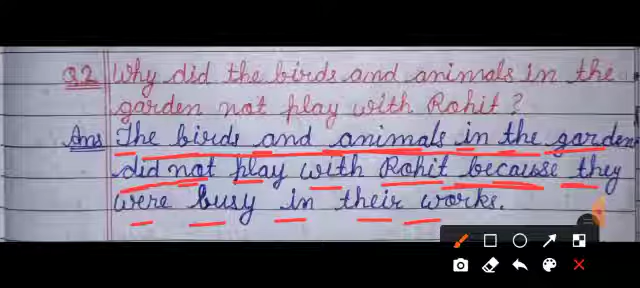 Q.2 Why did the birds and animals in the
garden not play with Rohit?
Ans The birds and animals in the garden
did not play with Rohit because they
were busy in their works.